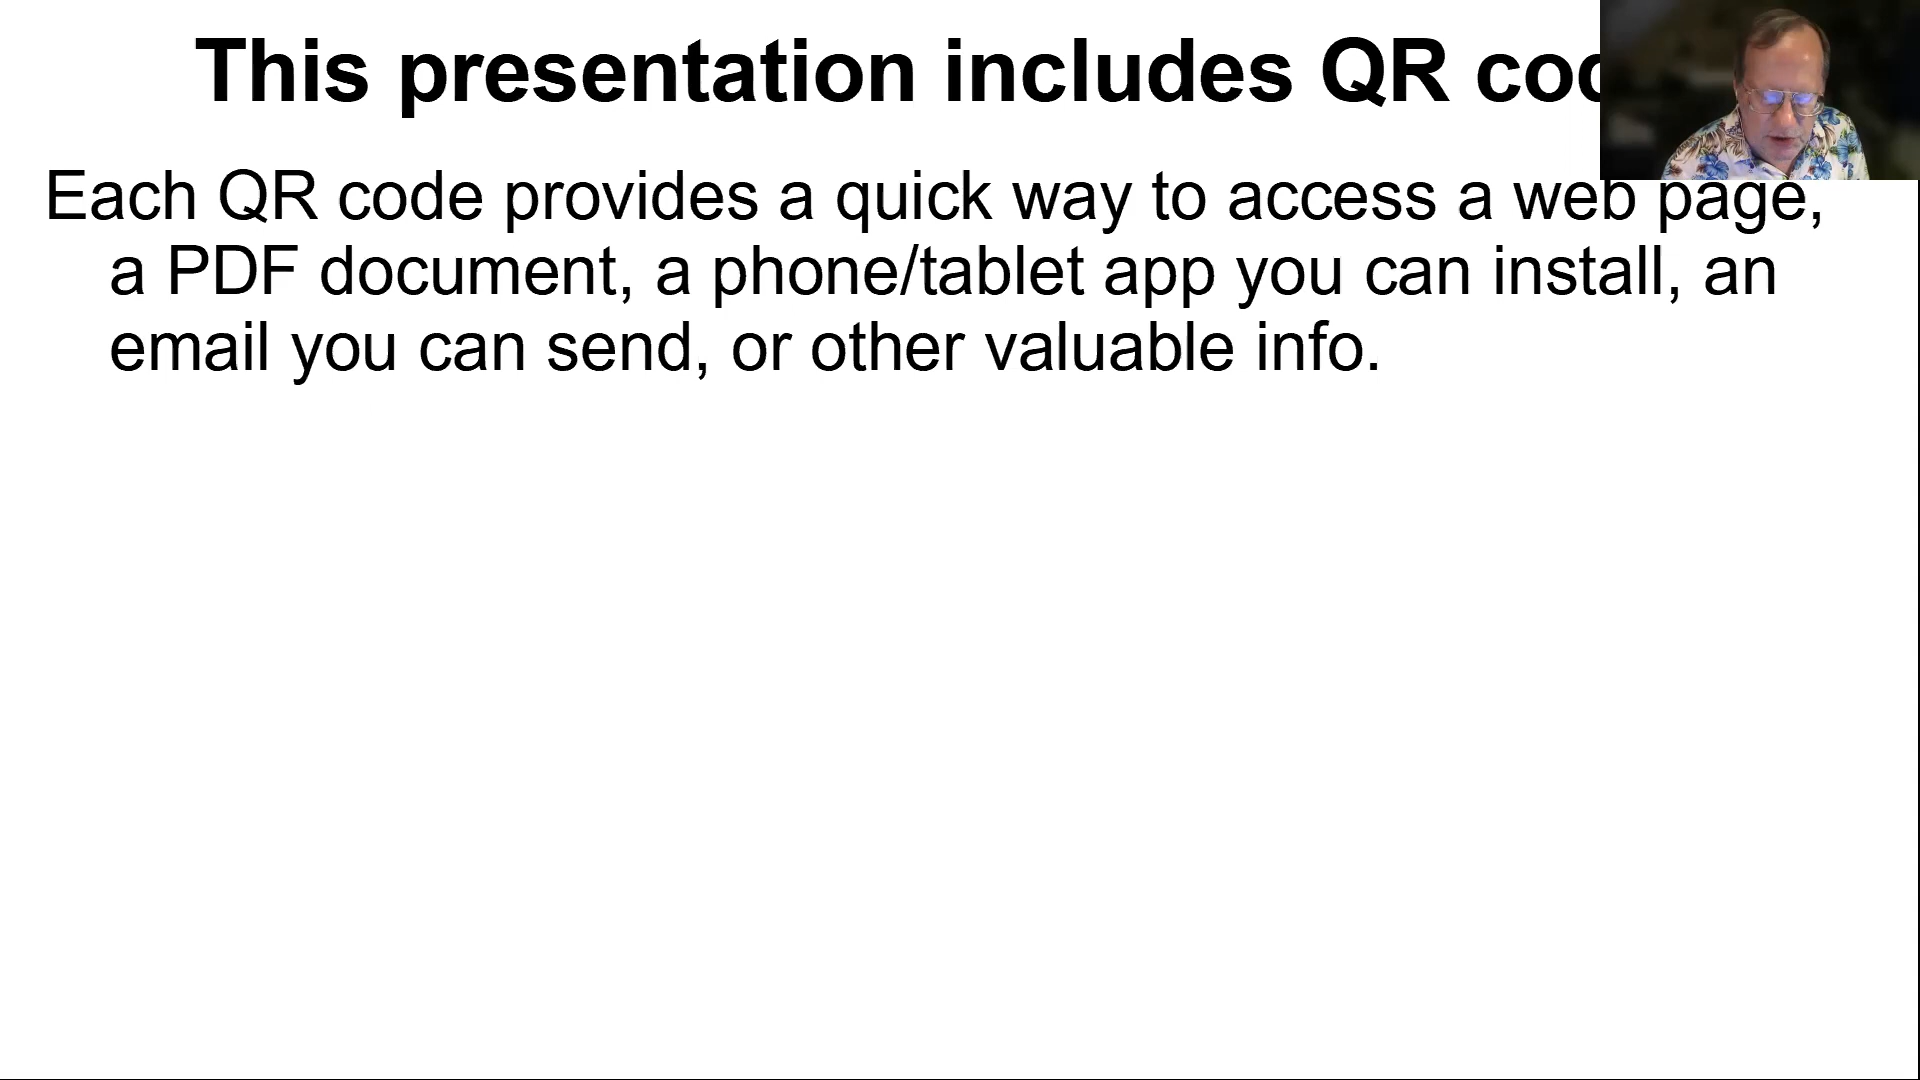 This presentation includes QR
Each QR code provides a quick way to access a web page,
a PDF document, a phone/tablet app you can install, an
email you can send, or other valuable info.